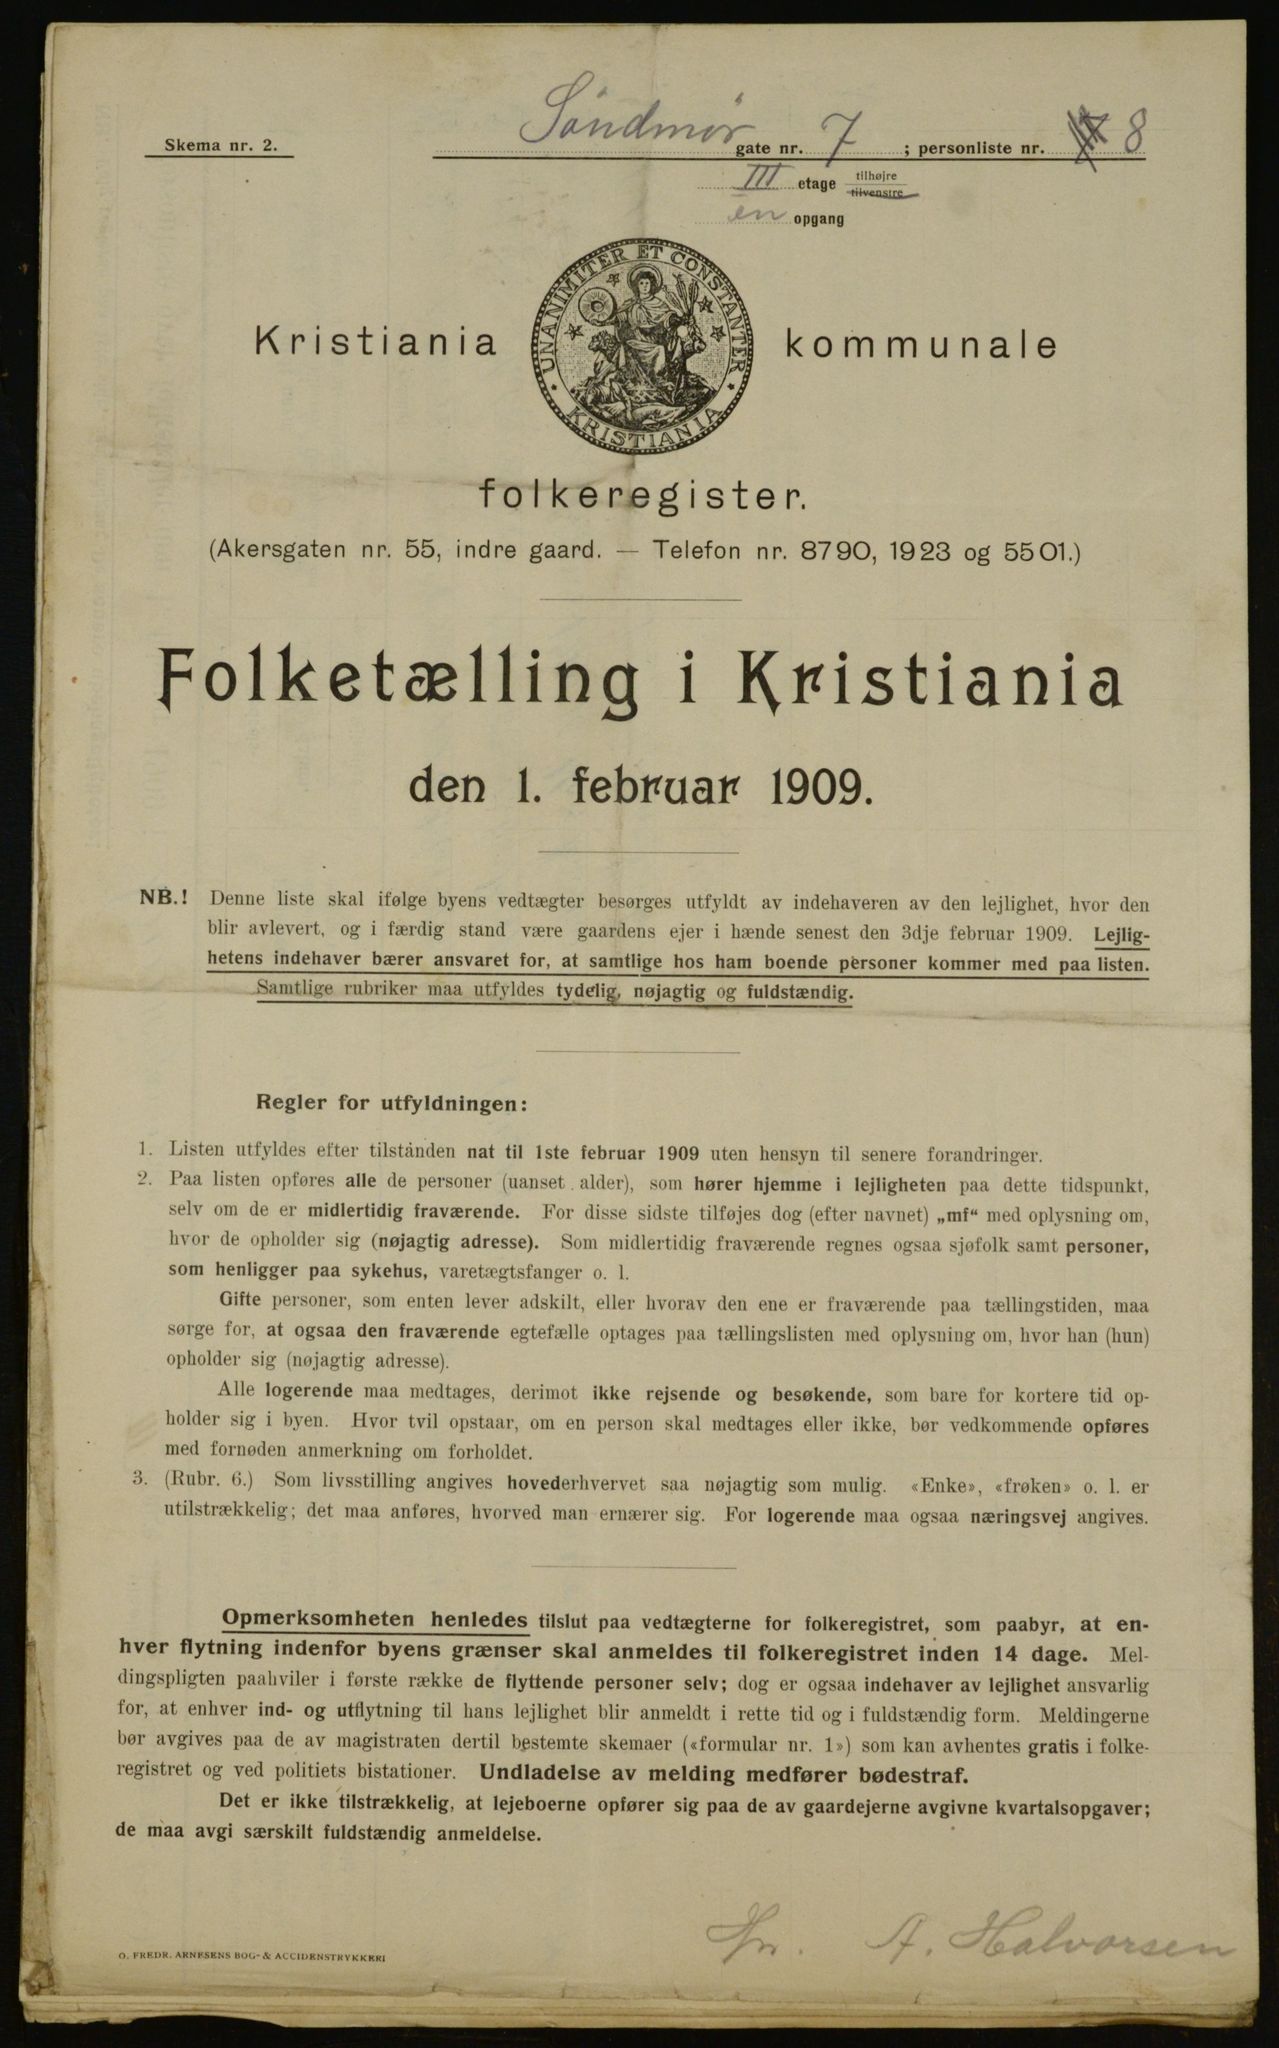 Skema nr. 2.
Söndmör gate nr. 7 ; personliste nr. 8
III etage tilhøjre
tilvenstre
en opgang
UNANIMITER ET CONSTANTER
KRISTIANIA
Kristiania kommunale
folkeregister.
(Akersgaten nr. 55, indre gaard. — Telefon nr. 8790, 1923 og 5501.)
Folketælling i Kristiania
den 1. februar 1909.
NB.! Denne liste skal ifølge byens vedtægter besørges utfyldt av indehaveren av den lejlighet, hvor den
blir avlevert, og i færdig stand være gaardens ejer i hænde senest den 3dje februar 1909. Lejlig-
hetens indehaver bærer ansvaret for, at samtlige hos ham boende personer kommer med paa listen.
Samtlige rubriker maa utfyldes tydelig, nøjagtig og fuldstændig.
Regler for utfyldningen:
1. Listen utfyldes efter tilstanden nat til 1ste februar 1909 uten hensyn til senere forandringer.
2. Paa listen opføres alle de personer (uanset alder), som hører hjemme i lejligheten paa dette tidspunkt,
selv om de er midlertidig fraværende. For disse sidste tilføjes dog (efter navnet) „mf“ med oplysning om,
hvor de opholder sig (nøjagtig adresse). Som midlertidig fraværende regnes ogsaa sjøfolk samt personer,
som henligger paa sykehus, varetægtsfanger o. l.
Gifte personer, som enten lever adskilt, eller hvorav den ene er fraværende paa tællingstiden, maa
sørge for, at ogsaa den fraværende egtefælle optages paa tællingslisten med oplysning om, hvor han (hun)
opholder sig (nøjagtig adresse).
Alle logerende maa medtages, derimot ikke rejsende og besøkende, som bare for kortere tid op-
holder sig i byen. Hvor tvil opstaar, om en person skal medtages eller ikke, bør vedkommende opføres
med fornøden anmerkning om forholdet.
3. (Rubr. 6.) Som livsstilling angives hovederhvervet saa nøjagtig som mulig. «Enke», «frøken» o. l. er
utilstrækkelig; det maa anføres, hvorved man ernærer sig. For logerende maa ogsaa næringsvej angives.
Opmerksomheten henledes tilslut paa vedtægterne for folkeregistret, som paabyr, at en-
hver flytning indenfor byens grænser skal anmeldes til folkeregistret inden 14 dage. Mel-
dingspligten paahviler i første række de flyttende personer selv; dog er ogsaa indehaver av lejlighet ansvarlig
for, at enhver ind- og utflytning til hans lejlighet blir anmeldt i rette tid og i fuldstændig form. Meldingerne
bør avgives paa de av magistraten dertil bestemte skemaer («formular nr. 1») som kan avhentes gratis i folke-
registret og ved politiets bistationer. Undladelse av melding medfører bødestraf.
Det er ikke tilstrækkelig, at lejeboerne opfører sig paa de av gaardejerne avgivne kvartalsopgaver;
de maa avgi særskilt fuldstændig anmeldelse.
Hr. A. Halvorsen
O. FREDR. ARNESENS BOG- & ACCIDENSTRYKKERI